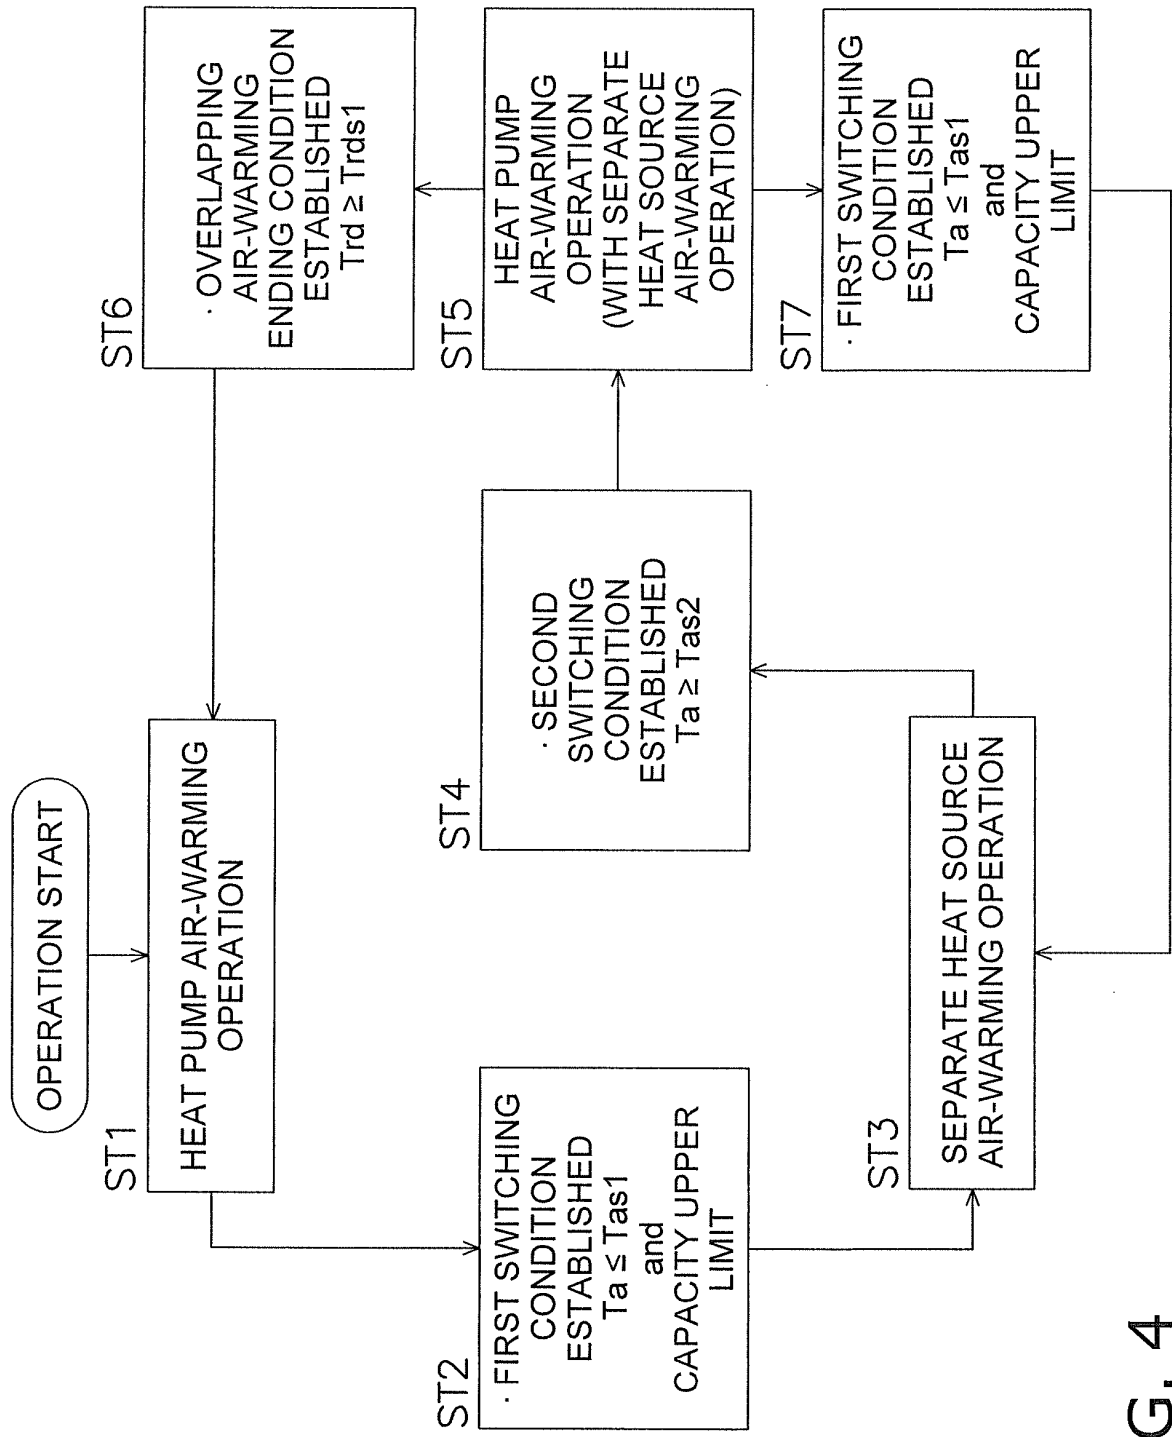 OPERATION START
ST1
HEAT PUMP AIR-WARMING
OPERATION
ST2
· FIRST SWITCHING
CONDITION
ESTABLISHED
Ta ≤ Tas1
and
CAPACITY UPPER
LIMIT
ST3
SEPARATE HEAT SOURCE
AIR-WARMING OPERATION
ST4
· SECOND
SWITCHING
CONDITION
ESTABLISHED
Ta ≥ Tas2
ST5
HEAT PUMP
AIR-WARMING
OPERATION
(WITH SEPARATE
HEAT SOURCE
AIR-WARMING
OPERATION)
ST6
· OVERLAPPING
AIR-WARMING
ENDING CONDITION
ESTABLISHED
Trd ≥ Trds1
ST7
· FIRST SWITCHING
CONDITION
ESTABLISHED
Ta ≤ Tas1
and
CAPACITY UPPER
LIMIT
G. 4